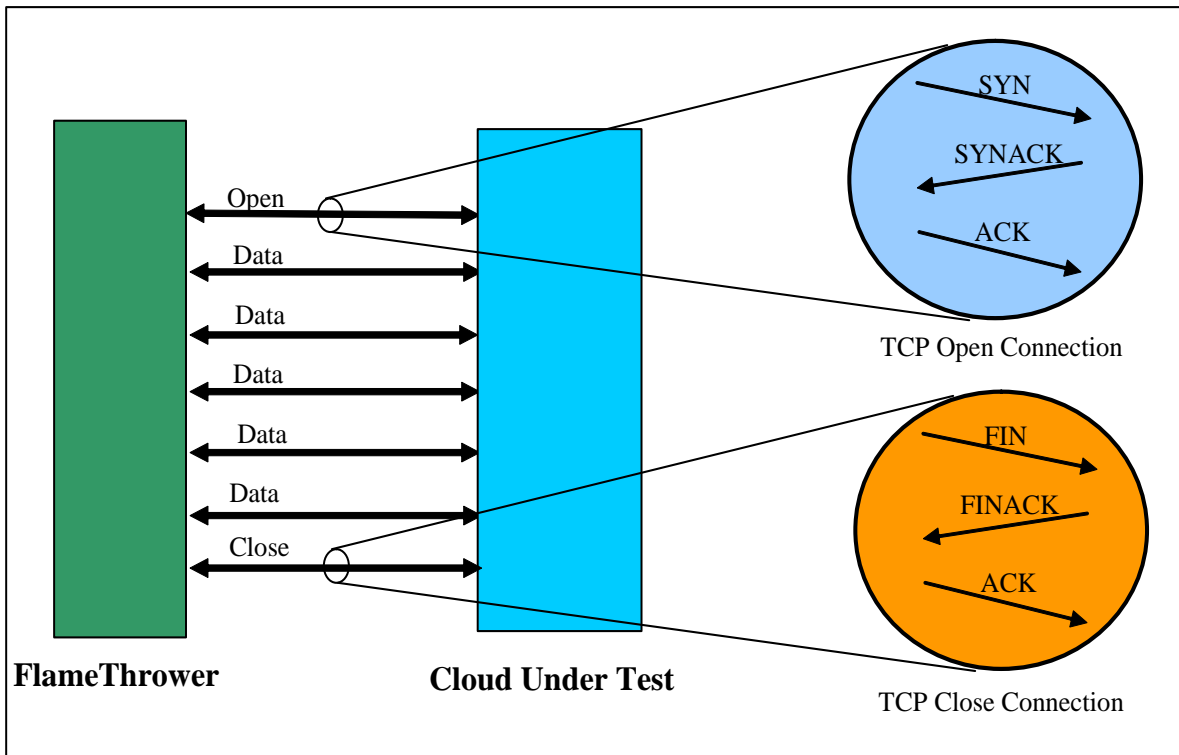 SYN
SYNACK
ACK
TCP Open Connection
Open
Data
Data
Data
Data
Data
Close
FIN
FINACK
ACK
TCP Close Connection
FlameThrower
Cloud Under Test